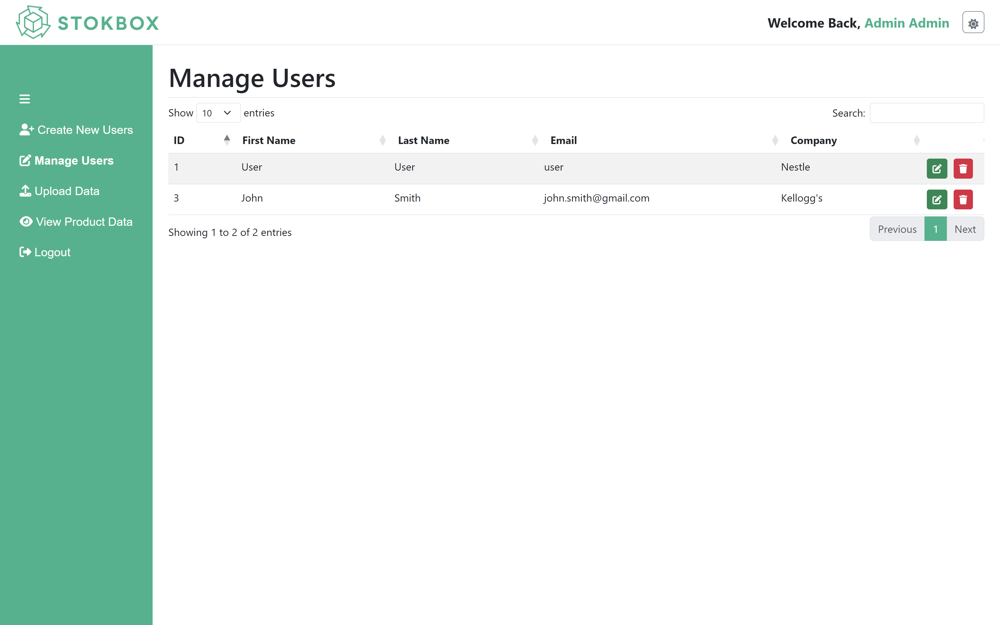 STOKBOX
Welcome Back, Admin Admin
Manage Users
Create New Users
Manage Users
Upload Data
View Product Data
Logout
Show 10 entries
Search:
ID First Name Last Name Email Company
1 User User user Nestle
3 John Smith john.smith@gmail.com Kellogg's
Showing 1 to 2 of 2 entries
Previous 1 Next